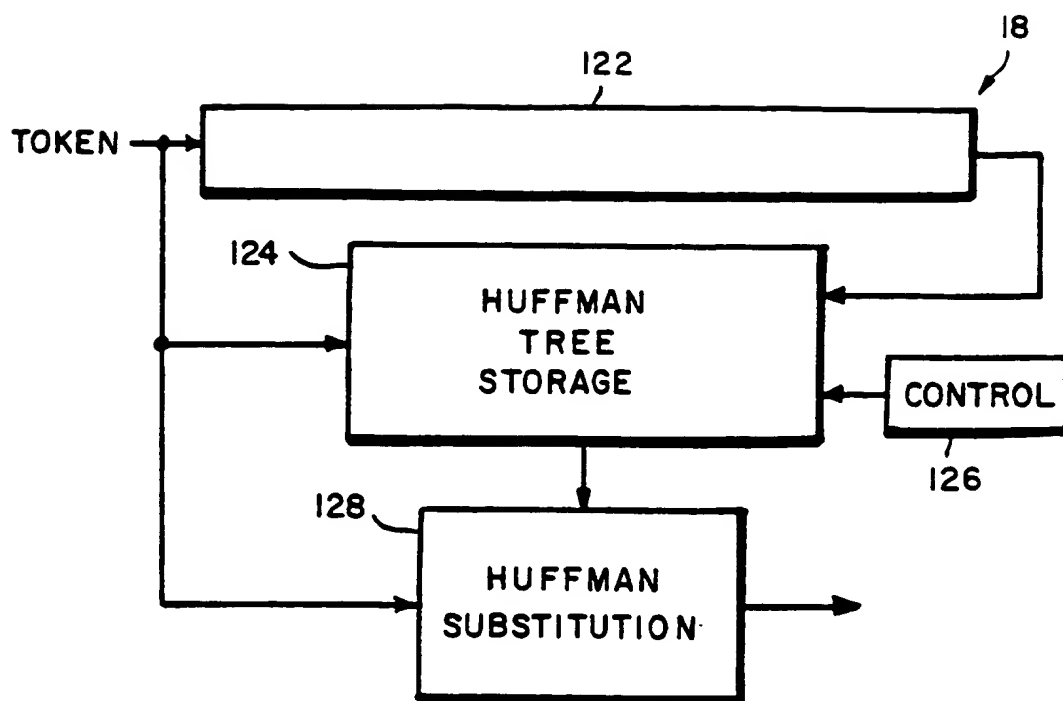 18
122
TOKEN
124
HUFFMAN
TREE
STORAGE
CONTROL
126
128
HUFFMAN
SUBSTITUTION